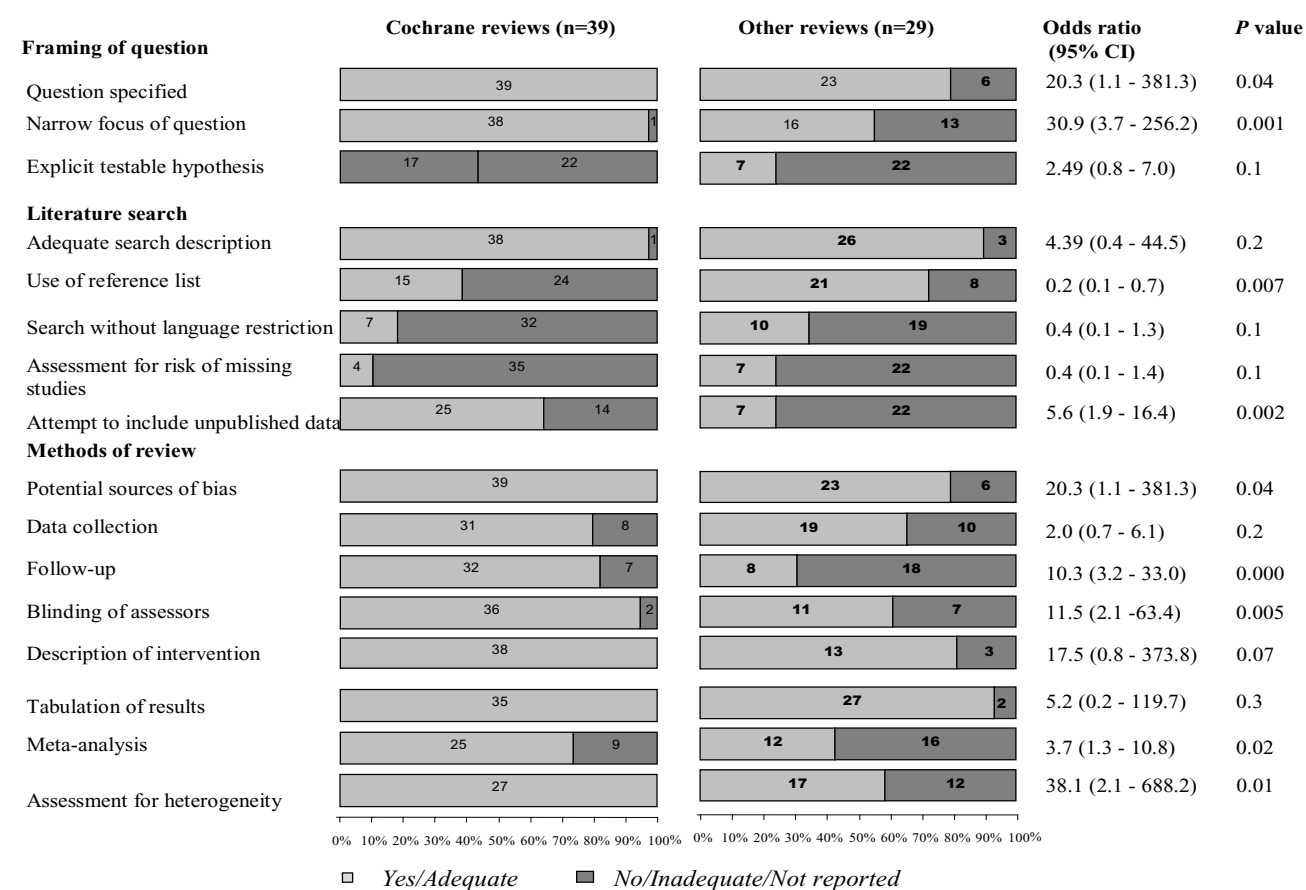 Cochrane reviews (n=39) Other reviews (n=29) Odds ratio P value
(95% CI)
Framing of question
Question specified 39 23 6 20.3 (1.1 - 381.3) 0.04
Narrow focus of question 38 1 16 13 30.9 (3.7 - 256.2) 0.001
Explicit testable hypothesis 17 22 7 22 2.49 (0.8 - 7.0) 0.1
Literature search
Adequate search description 38 1 26 3 4.39 (0.4 - 44.5) 0.2
Use of reference list 15 24 21 8 0.2 (0.1 - 0.7) 0.007
Search without language restriction 7 32 10 19 0.4 (0.1 - 1.3) 0.1
Assessment for risk of missing 4 35 7 22 0.4 (0.1 - 1.4) 0.1
studies
Attempt to include unpublished data 25 14 7 22 5.6 (1.9 - 16.4) 0.002
Methods of review
Potential sources of bias 39 23 6 20.3 (1.1 - 381.3) 0.04
Data collection 31 8 19 10 2.0 (0.7 - 6.1) 0.2
Follow-up 32 7 8 18 10.3 (3.2 - 33.0) 0.000
Blinding of assessors 36 2 11 7 11.5 (2.1 -63.4) 0.005
Description of intervention 38 13 3 17.5 (0.8 - 373.8) 0.07
Tabulation of results 35 27 2 5.2 (0.2 - 119.7) 0.3
Meta-analysis 25 9 12 16 3.7 (1.3 - 10.8) 0.02
Assessment for heterogeneity 27 17 12 38.1 (2.1 - 688.2) 0.01
0% 10% 20% 30% 40% 50% 60% 70% 80% 90% 100% 0% 10% 20% 30% 40% 50% 60% 70% 80% 90% 100%
Yes/Adequate No/Inadequate/Not reported